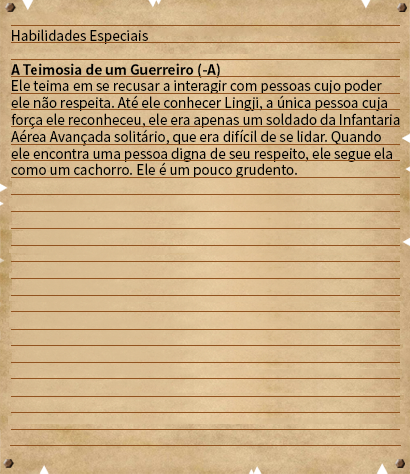 Habilidades Especiais
A Teimosia de um Guerreiro (-A)
Ele teima em se recusar a interagir com pessoas cujo poder
ele não respeita. Até ele conhecer Lingji, a única pessoa cuja
força ele reconheceu, ele era apenas um soldado da Infantaria
Aérea Avançada solitário, que era difícil de se lidar. Quando
ele encontra uma pessoa digna de seu respeito, ele segue ela
como um cachorro. Ele é um pouco grudento.